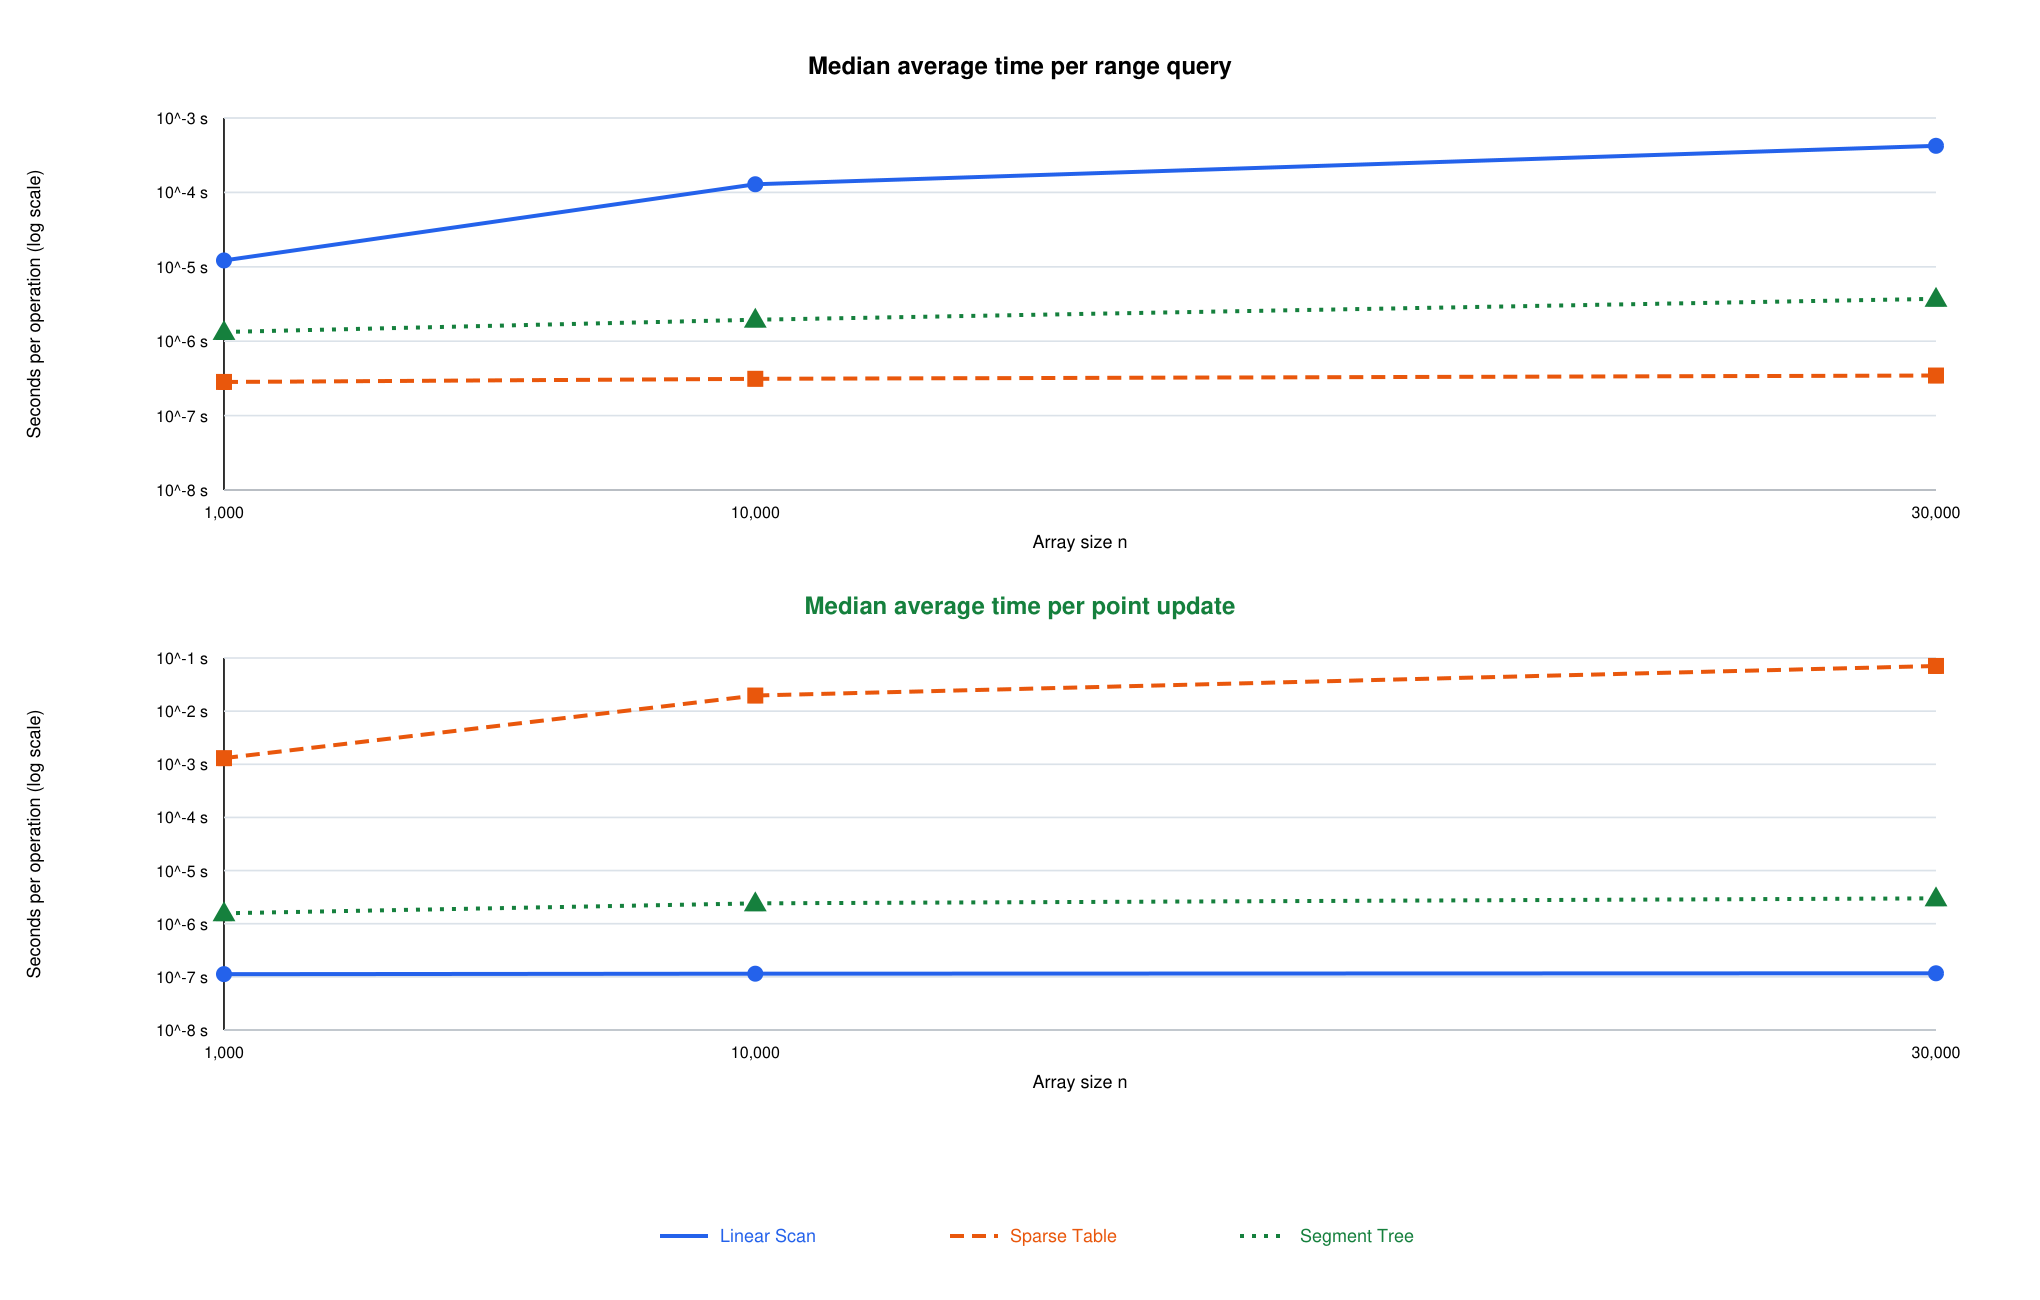 Median average time per range query
Seconds per operation (log scale)
10^-3 s
10^-4 s
10^-5 s
10^-6 s
10^-7 s
10^-8 s
1,000 10,000 30,000
Array size n
Median average time per point update
Seconds per operation (log scale)
10^-1 s
10^-2 s
10^-3 s
10^-4 s
10^-5 s
10^-6 s
10^-7 s
10^-8 s
1,000 10,000 30,000
Array size n
Linear Scan Sparse Table Segment Tree